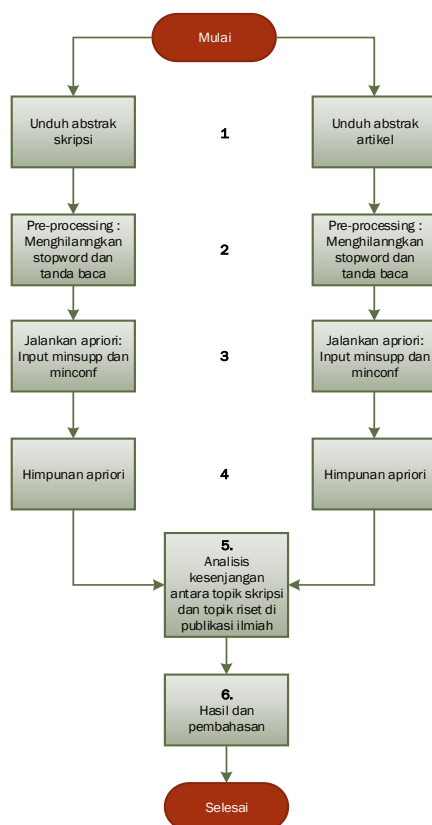 Mulai
Unduh abstrak
skripsi
1
Unduh abstrak
artikel
Pre-processing :
Menghilanngkan
stopword dan
tanda baca
2
Pre-processing :
Menghilanngkan
stopword dan
tanda baca
Jalankan apriori:
Input minsupp dan
minconf
3
Jalankan apriori:
Input minsupp dan
minconf
Himpunan apriori
4
Himpunan apriori
5.
Analisis
kesenjangan
antara topik skripsi
dan topik riset di
publikasi ilmiah
6.
Hasil dan
pembahasan
Selesai